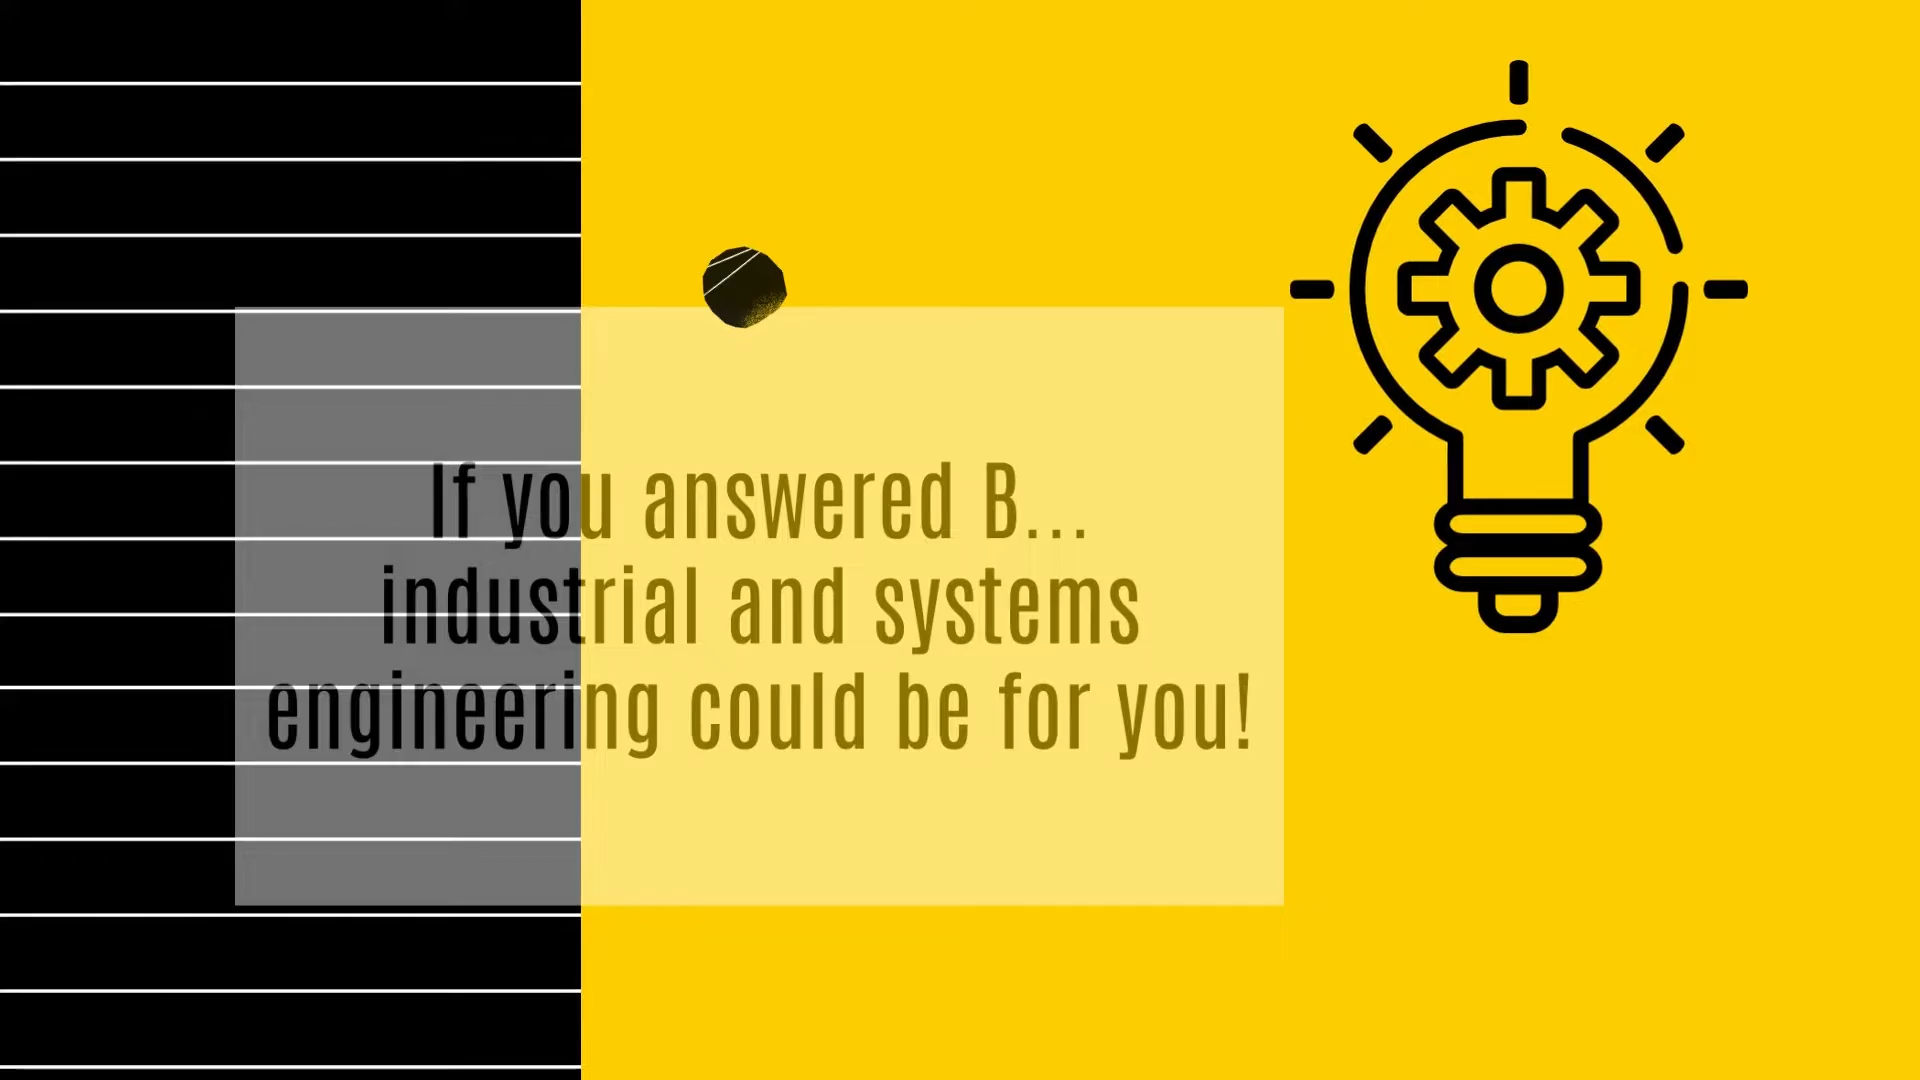 If you answered B...
industrial and systems
engineering could be for you!